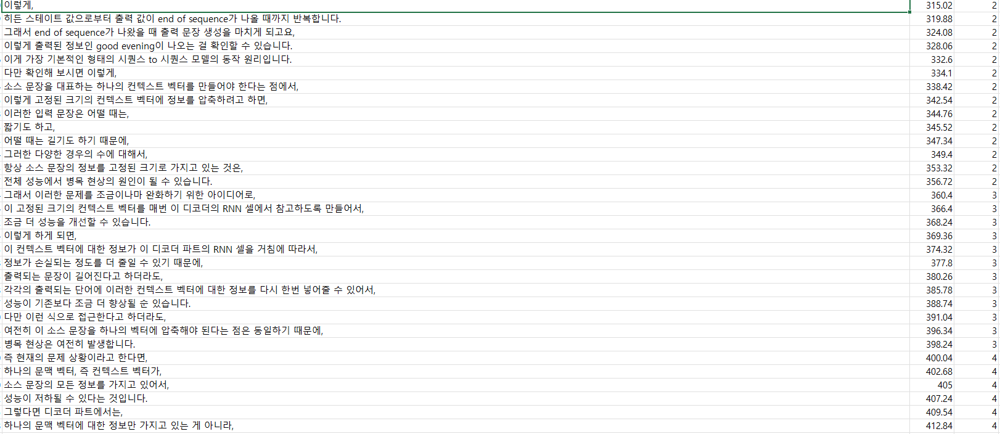 이렇게, 315.02 2
히든 스테이트 값으로부터 출력 값이 end of sequence가 나올 때까지 반복합니다. 319.88 2
그래서 end of sequence가 나왔을 때 출력 문장 생성을 마치게 되고요, 324.08 2
이렇게 출력된 정보인 good evening이 나오는 걸 확인할 수 있습니다. 328.06 2
이게 가장 기본적인 형태의 시퀀스 to 시퀀스 모델의 동작 원리입니다. 332.6 2
다만 확인해 보시면 이렇게, 334.1 2
소스 문장을 대표하는 하나의 컨텍스트 벡터를 만들어야 한다는 점에서, 338.42 2
이렇게 고정된 크기의 컨텍스트 벡터에 정보를 압축하려고 하면, 342.54 2
이러한 입력 문장은 어떨 때는, 344.76 2
짧기도 하고, 345.52 2
어떨 때는 길기도 하기 때문에, 347.34 2
그러한 다양한 경우의 수에 대해서, 349.4 2
항상 소스 문장의 정보를 고정된 크기로 가지고 있는 것은, 353.32 2
전체 성능에서 병목 현상의 원인이 될 수 있습니다. 356.72 2
그래서 이러한 문제를 조금이나마 완화하기 위한 아이디어로, 360.4 3
이 고정된 크기의 컨텍스트 벡터를 매번 이 디코더의 RNN 셀에서 참고하도록 만들어서, 366.4 3
조금 더 성능을 개선할 수 있습니다. 368.24 3
이렇게 하게 되면, 369.36 3
이 컨텍스트 벡터에 대한 정보가 이 디코더 파트의 RNN 셀을 거침에 따라서, 374.32 3
정보가 손실되는 정도를 더 줄일 수 있기 때문에, 377.8 3
출력되는 문장이 길어진다고 하더라도, 380.26 3
각각의 출력되는 단어에 이러한 컨텍스트 벡터에 대한 정보를 다시 한번 넣어줄 수 있어서, 385.78 3
성능이 기존보다 조금 더 향상될 순 있습니다. 388.74 3
다만 이런 식으로 접근한다고 하더라도, 391.04 3
여전히 이 소스 문장을 하나의 벡터에 압축해야 된다는 점은 동일하기 때문에, 396.34 3
병목 현상은 여전히 발생합니다. 398.24 3
즉 현재의 문제 상황이라고 한다면, 400.04 4
하나의 문맥 벡터, 즉 컨텍스트 벡터가, 402.68 4
소스 문장의 모든 정보를 가지고 있어서, 405 4
성능이 저하될 수 있다는 것입니다. 407.24 4
그렇다면 디코더 파트에서는, 409.54 4
하나의 문맥 벡터에 대한 정보만 가지고 있는 게 아니라, 412.84 4